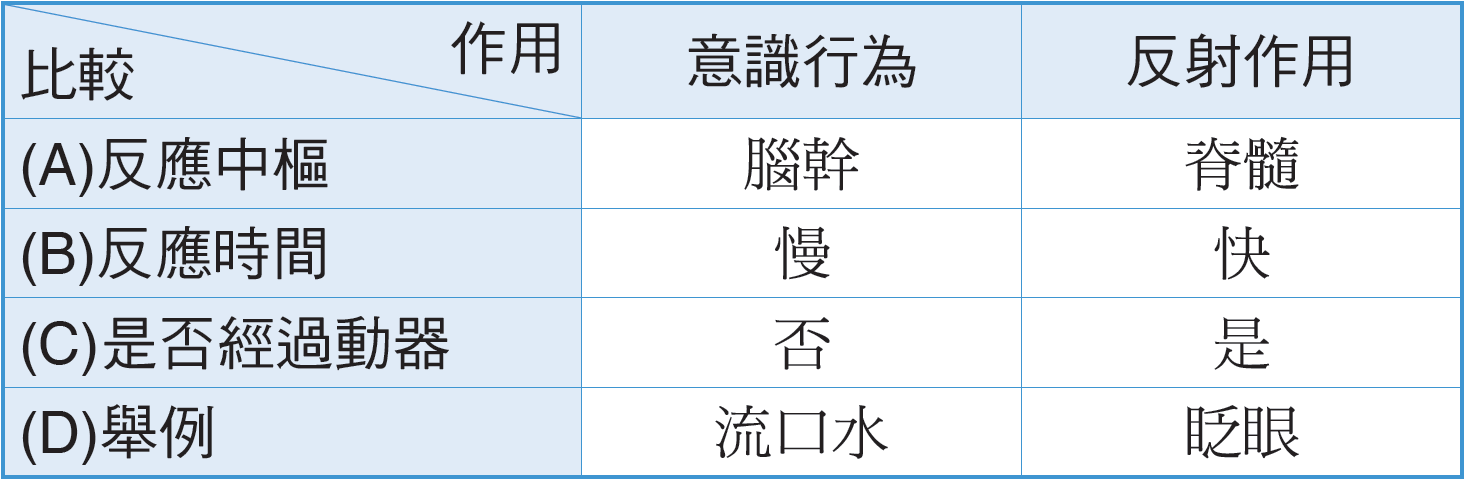 比較 作用 意識行為 反射作用
(A)反應中樞 腦幹 脊髓
(B)反應時間 慢 快
(C)是否經過動器 否 是
(D)舉例 流口水 眨眼